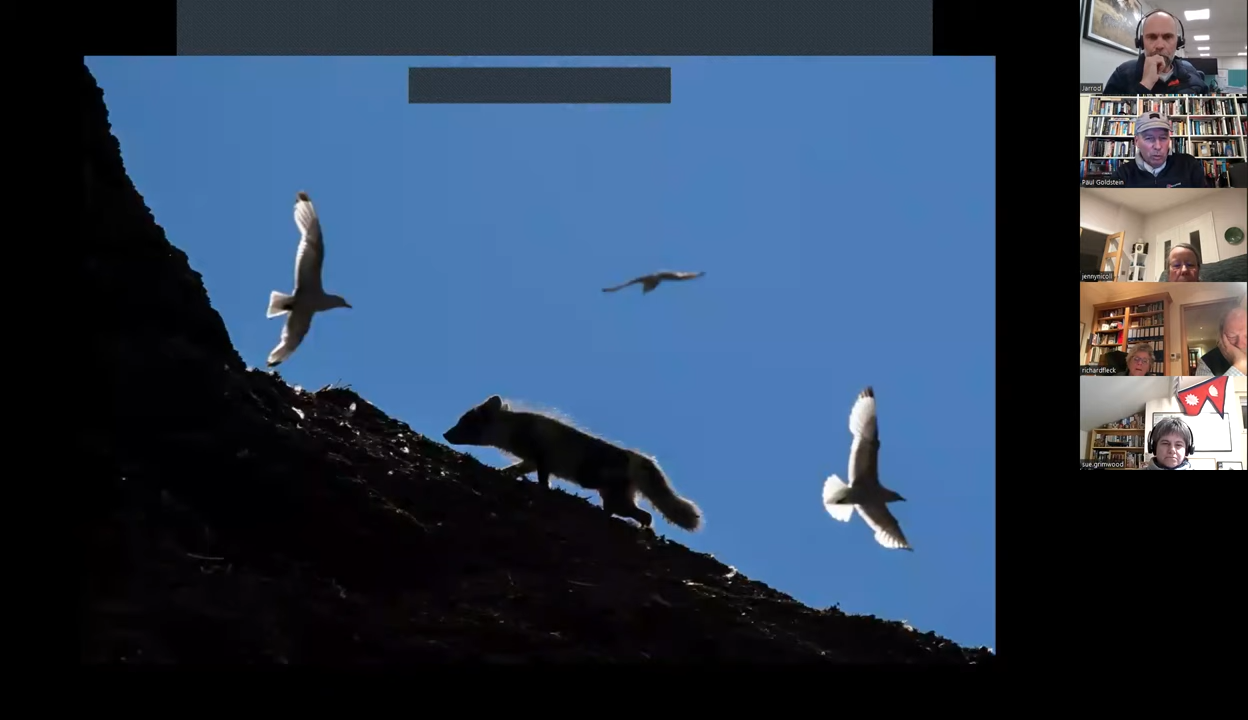 Jarrod
Paul Goldstein
jennynicoll
richardfleck
sue.grimwood